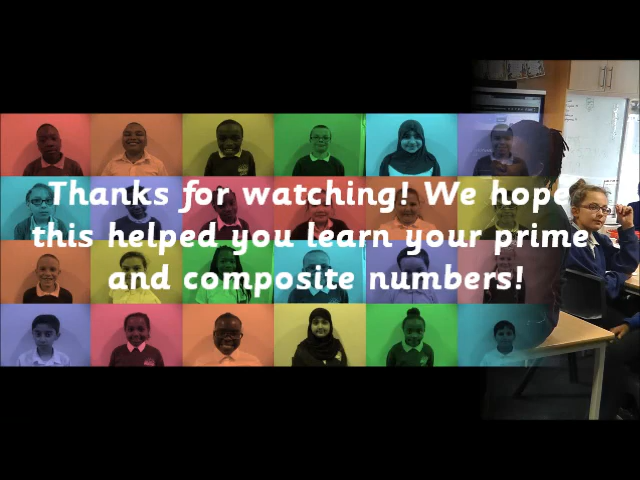 Thanks for watching! We hope
this helped you learn your prime
and composite numbers!